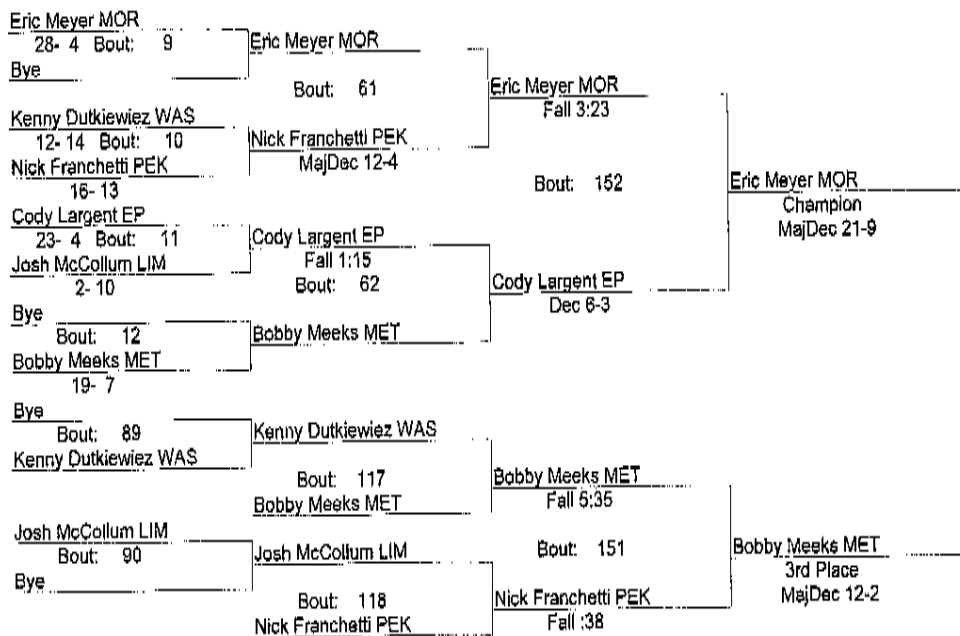 Eric Meyer MOR
28- 4 Bout: 9
Bye
Eric Meyer MOR
Bout: 61
Kenny Dutkiewiez WAS
12- 14 Bout: 10
Nick Franchetti PEK
16- 13
Nick Franchetti PEK
MajDec 12-4
Eric Meyer MOR
Fall 3:23
Cody Largent EP
23- 4 Bout: 11
Josh McCollum LIM
2- 10
Cody Largent EP
Fall 1:15
Bout: 62
Bye
Bout: 12
Bobby Meeks MET
19- 7
Bobby Meeks MET
Cody Largent EP
Dec 6-3
Bout: 152
Eric Meyer MOR
Champion
MajDec 21-9
Bye
Bout: 89
Kenny Dutkiewiez WAS
Kenny Dutkiewiez WAS
Bout: 117
Bobby Meeks MET
Bobby Meeks MET
Fall 5:35
Josh McCollum LIM
Bout: 90
Bye
Josh McCollum LIM
Bout: 118
Nick Franchetti PEK
Nick Franchetti PEK
Fall :38
Bout: 151
Bobby Meeks MET
3rd Place
MajDec 12-2